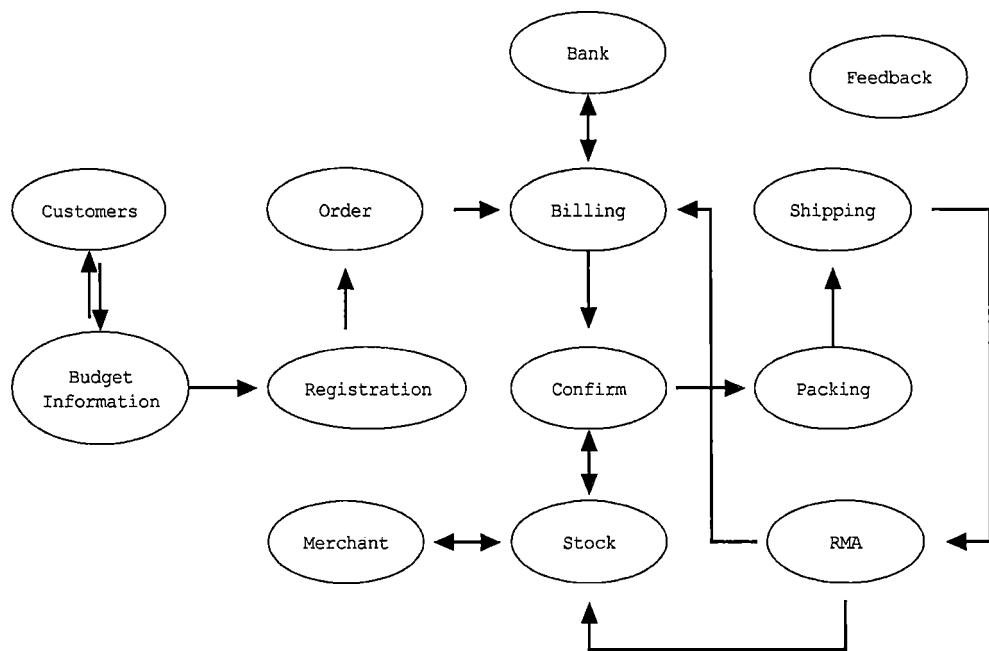 Bank
Feedback
Customers
Order
Billing
Shipping
Budget
Information
Registration
Confirm
Packing
Merchant
Stock
RMA